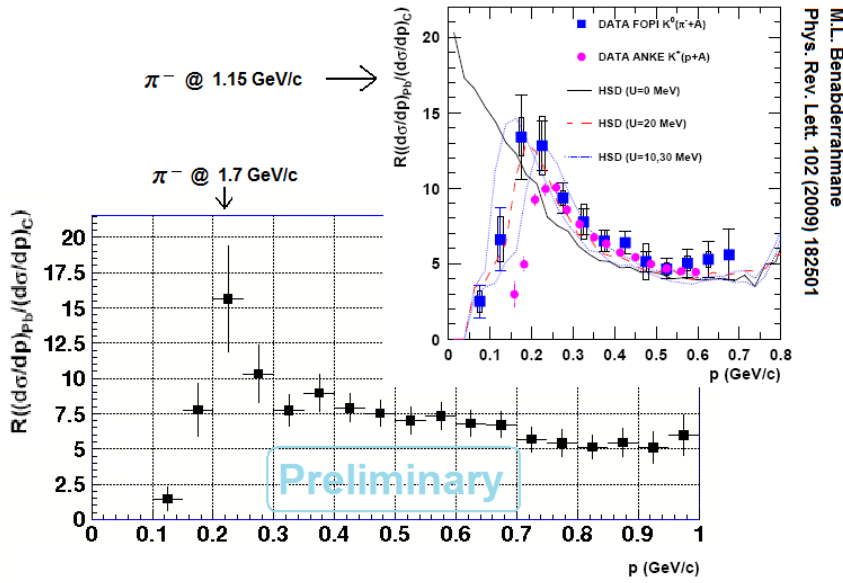 π⁻ @ 1.15 GeV/c
π⁻ @ 1.7 GeV/c
R((dσ/dp)Pb/(dσ/dp)C)
20
15
10
5
0
0
0.1
0.2
0.3
0.4
0.5
0.6
0.7
0.8
p (GeV/c)
DATA FOPI K⁰(π⁻+A)
DATA ANKE K⁺(p+A)
HSD (U=0 MeV)
HSD (U=20 MeV)
HSD (U=10,30 MeV)
M.L. Benabderrahmane
Phys. Rev. Lett. 102 (2009) 182501
R((dσ/dp)Pb/(dσ/dp)C)
20
17.5
15
12.5
10
7.5
5
2.5
0
0
0.1
0.2
0.3
0.4
0.5
0.6
0.7
0.8
0.9
1
p (GeV/c)
Preliminary